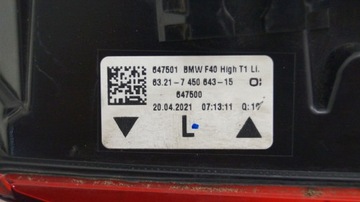 647501 BMW F40 High T1 Li.
63.21-7 450 643-15
647500
20.04.2021 07:13:11 Q:10
L